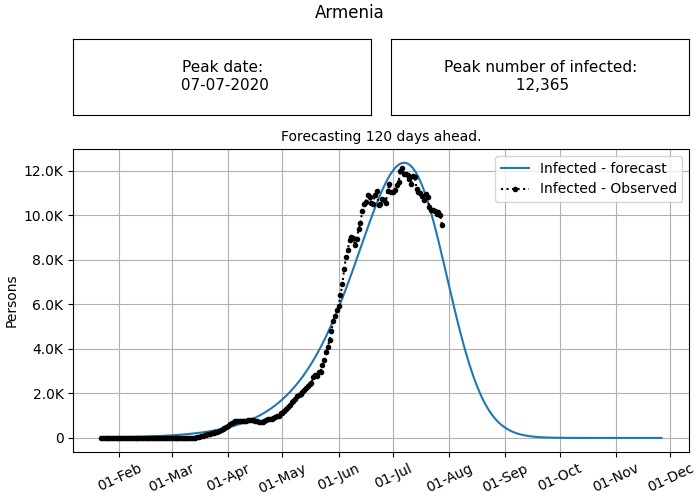 Armenia
Peak date:
07-07-2020
Peak number of infected:
12,365
Forecasting 120 days ahead.
Infected - forecast
Infected - Observed
12.0K
10.0K
8.0K
6.0K
4.0K
2.0K
0
Persons
01-Feb
01-Mar
01-Apr
01-May
01-Jun
01-Jul
01-Aug
01-Sep
01-Oct
01-Nov
01-Dec